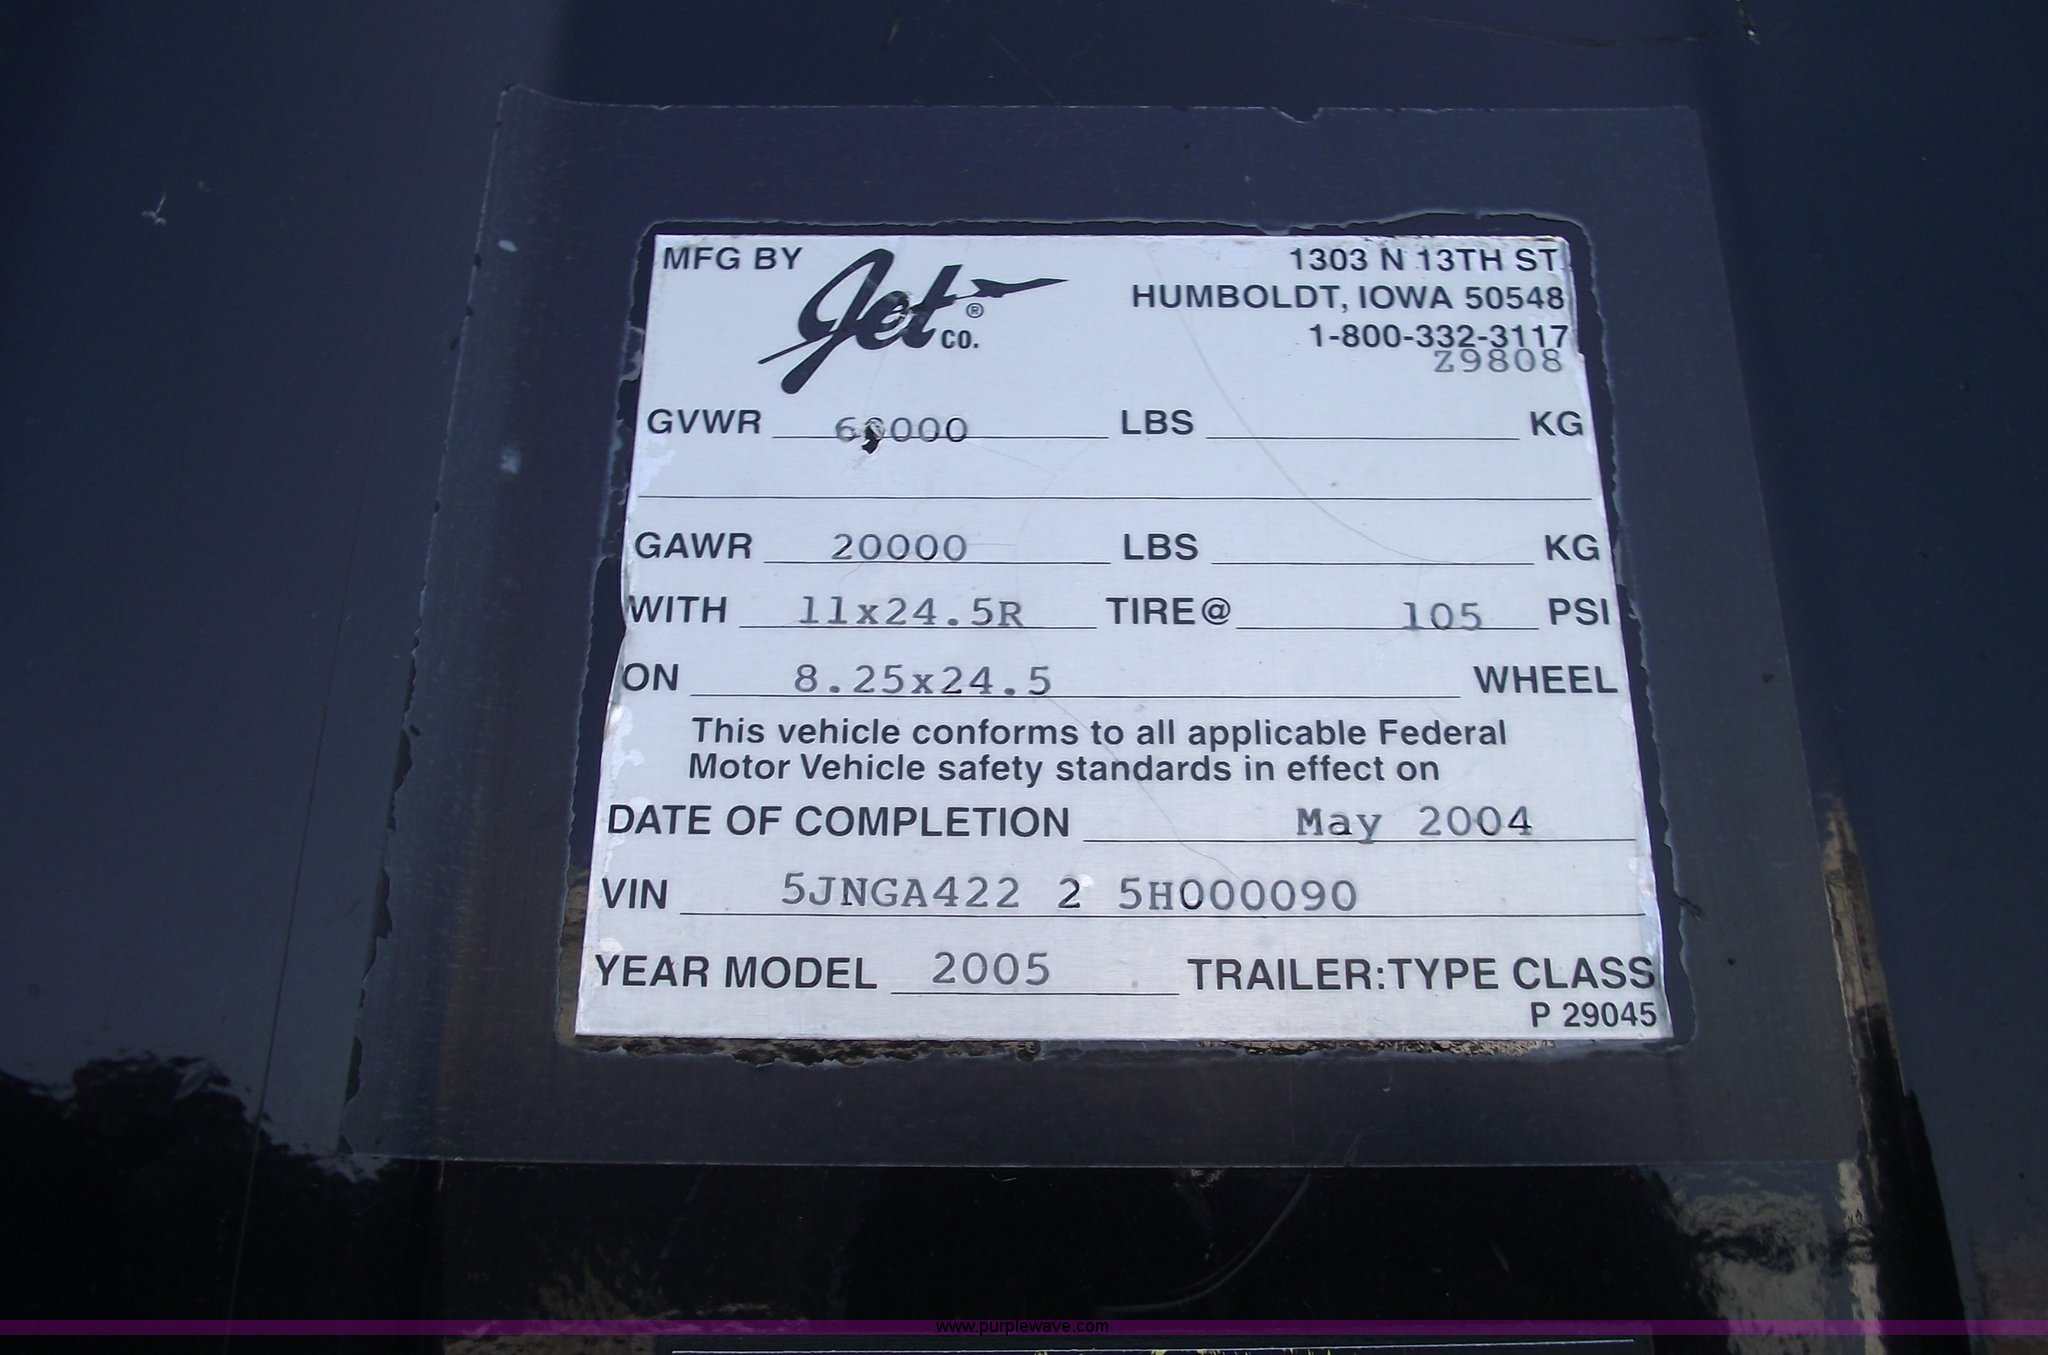 MFG BY Jet CO.®
1303 N 13TH ST
HUMBOLDT, IOWA 50548
1-800-332-3117
Z9808
GVWR LBS KG
GAWR 20000 LBS KG
WITH 11x24.5R TIRE@ 105 PSI
ON 8.25x24.5 WHEEL
This vehicle conforms to all applicable Federal
Motor Vehicle safety standards in effect on
DATE OF COMPLETION May 2004
VIN 5JNGA422 2 5H000090
YEAR MODEL 2005 TRAILER:TYPE CLASS
P 29045
www.purplewave.com